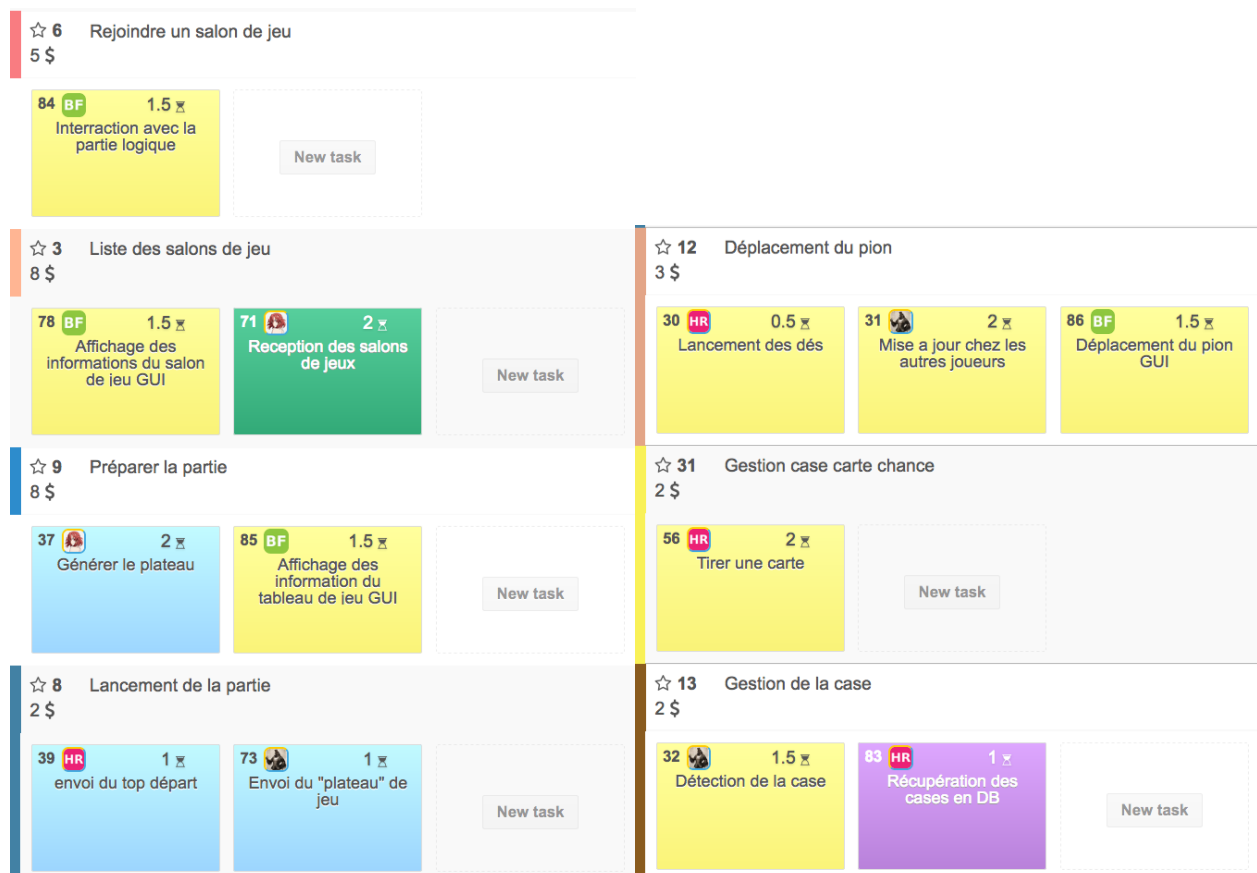 6 Rejoindre un salon de jeu
5 $
84 BF 1.5
Interraction avec la
partie logique
New task
3 Liste des salons de jeu
8 $
78 BF 1.5
Affichage des
informations du salon
de jeu GUI
71 2
Reception des salons
de jeux
New task
9 Préparer la partie
8 $
37 2
Générer le plateau
85 BF 1.5
Affichage des
information du
tableau de jeu GUI
New task
8 Lancement de la partie
2 $
39 HR 1
envoi du top départ
73 1
Envoi du "plateau" de
jeu
New task
12 Déplacement du pion
3 $
30 HR 0.5
Lancement des dés
31 2
Mise a jour chez les
autres joueurs
86 BF 1.5
Déplacement du pion
GUI
31 Gestion case carte chance
2 $
56 HR 2
Tirer une carte
New task
13 Gestion de la case
2 $
32 1.5
Détection de la case
83 HR 1
Récupération des
cases en DB
New task